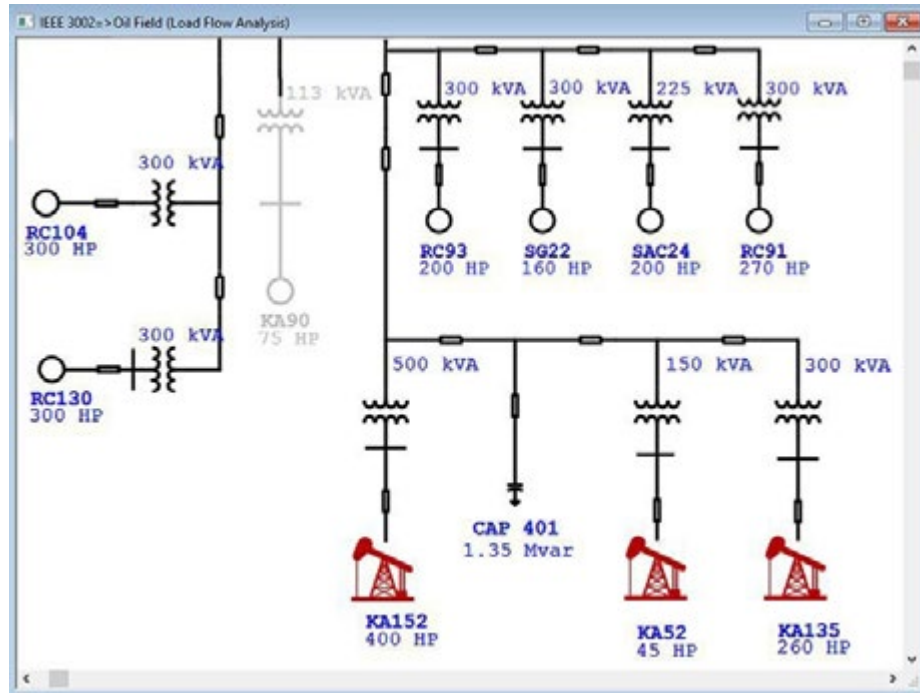 IEEE 3002=>Oil Field (Load Flow Analysis)
113 kVA
300 kVA
300 kVA
225 kVA
300 kVA
300 kVA
RC104
300 HP
RC93
200 HP
SG22
160 HP
SAC24
200 HP
RC91
270 HP
KA90
75 HP
300 kVA
RC130
300 HP
500 kVA
150 kVA
300 kVA
CAP 401
1.35 Mvar
KA152
400 HP
KA52
45 HP
KA135
260 HP